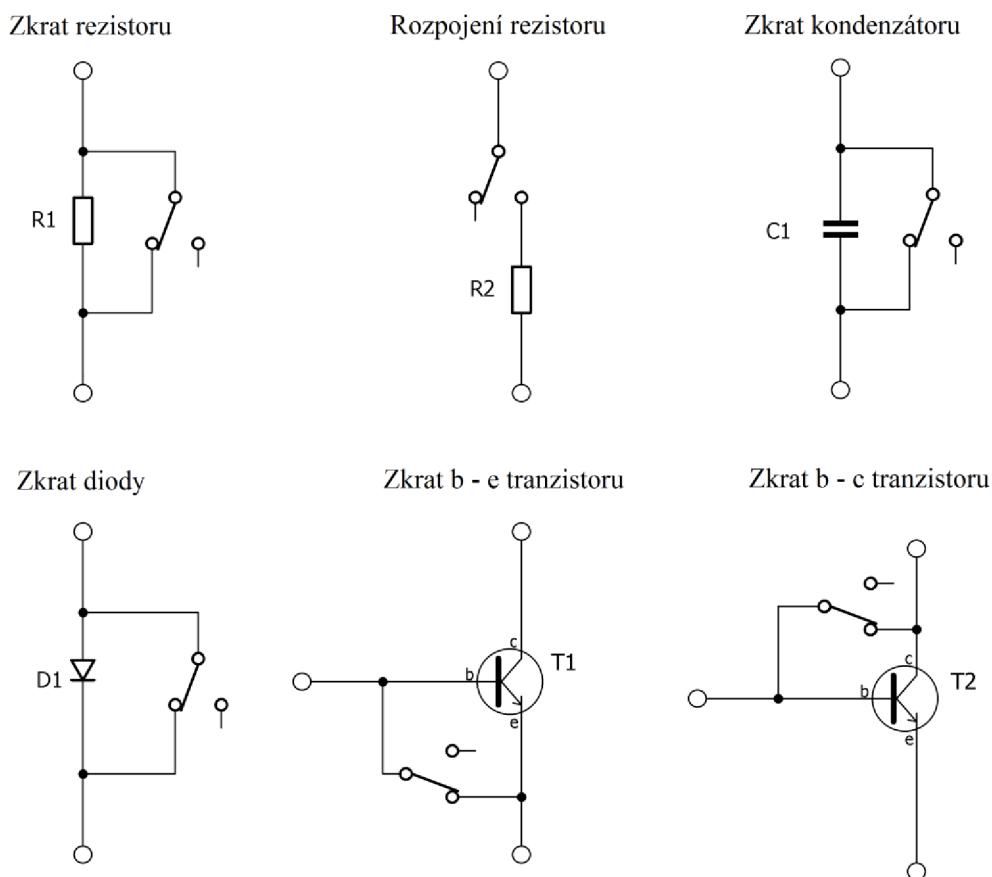 Zkrat rezistoru
Rozpojení rezistoru
Zkrat kondenzátoru
R1
R2
C1
Zkrat diody
Zkrat b - e tranzistoru
Zkrat b - c tranzistoru
D1
c
b
e
T1
c
b
e
T2